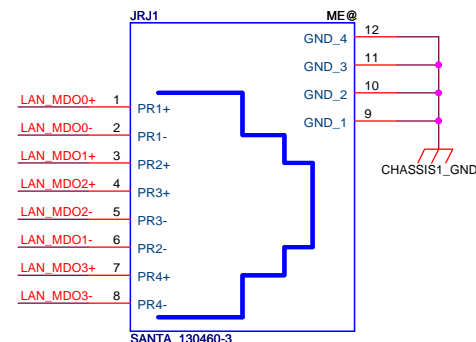 JRJ1 ME@
GND_4 12
GND_3 11
GND_2 10
GND_1 9
LAN_MDO0+ 1 PR1+
LAN_MDO0- 2 PR1-
LAN_MDO1+ 3 PR2+
LAN_MDO2+ 4 PR3+
LAN_MDO2- 5 PR3-
LAN_MDO1- 6 PR2-
LAN_MDO3+ 7 PR4+
LAN_MDO3- 8 PR4-
CHASSIS1_GND
SANTA_130460-3